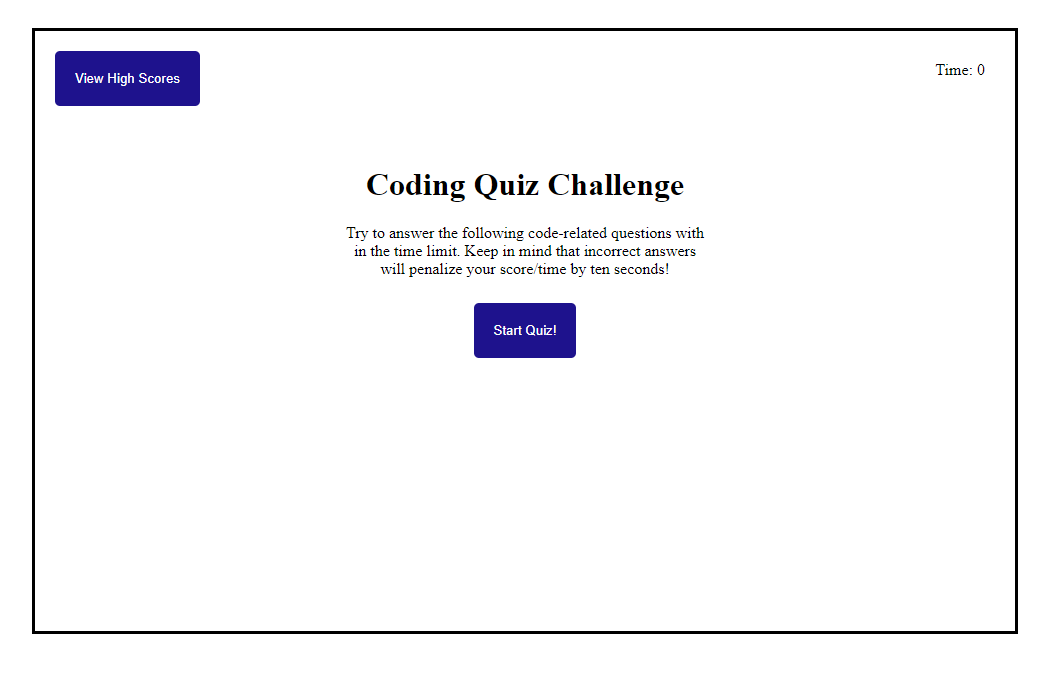 View High Scores
Time: 0
Coding Quiz Challenge
Try to answer the following code-related questions with
in the time limit. Keep in mind that incorrect answers
will penalize your score/time by ten seconds!
Start Quiz!